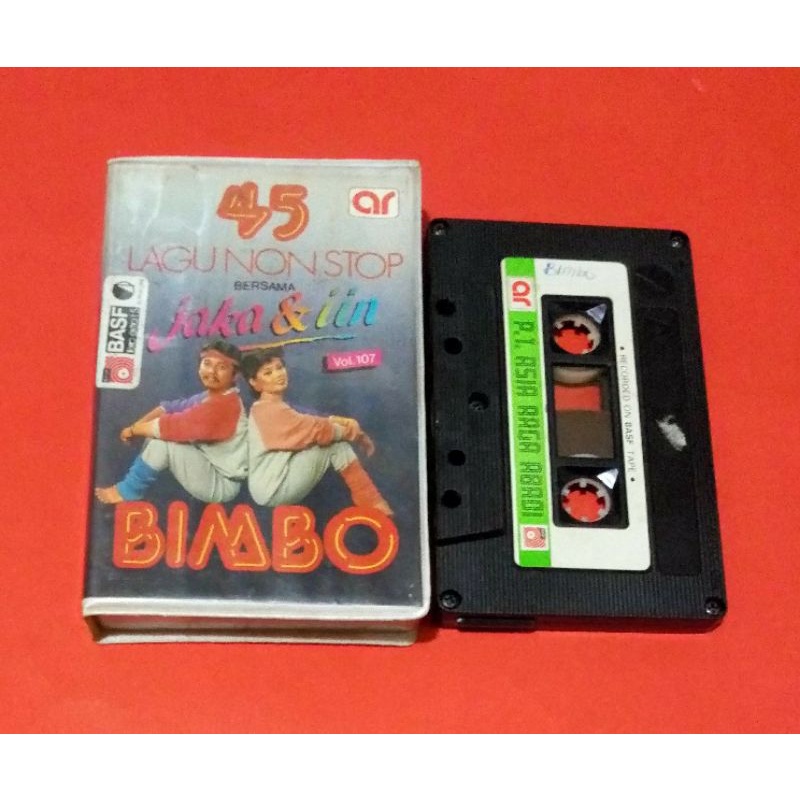 45
ar
LAGU NON STOP
BERSAMA
jaka & iin
Vol. 107
BASF
BIMBO
Bimbo
ar P.T. ASIA RAGA ABADI
• RECORDED ON BASF TAPE •